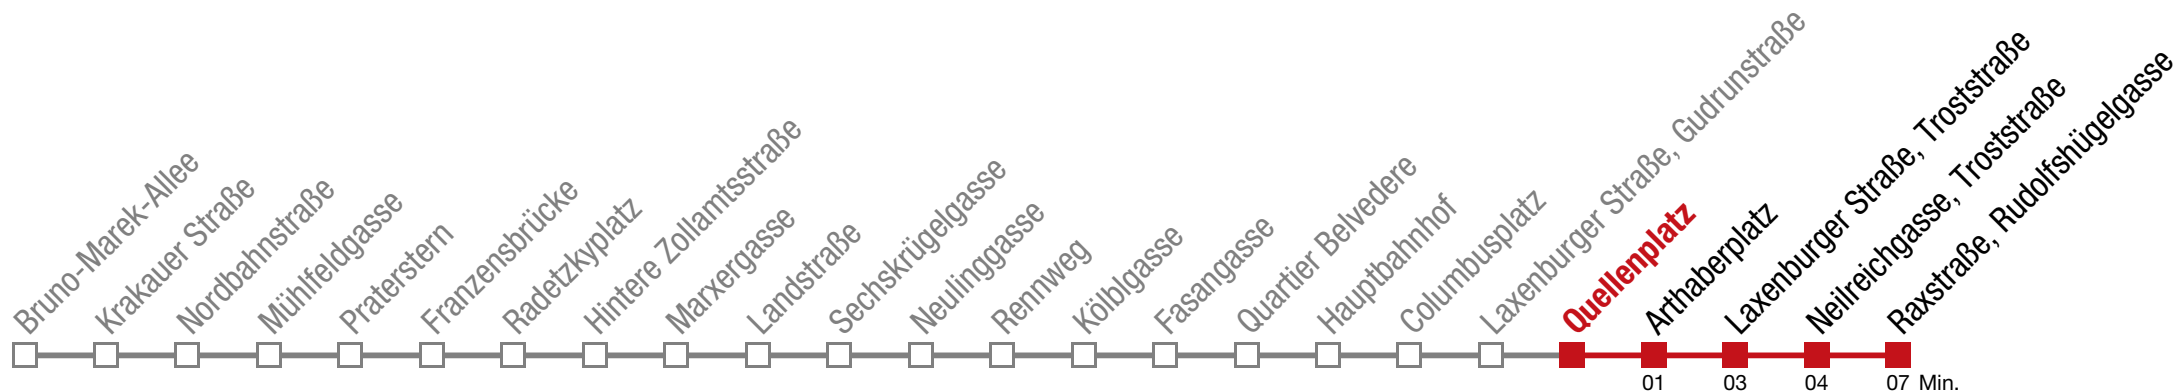 Bruno-Marek-Allee
Krakauer Straße
Nordbahnstraße
Mühlfeldgasse
Praterstern
Franzensbrücke
Radetzkyplatz
Hintere Zollamtsstraße
Marxergasse
Landstraße
Sechskrügelgasse
Neulinggasse
Rennweg
Kölblgasse
Fasangasse
Quartier Belvedere
Hauptbahnhof
Columbusplatz
Laxenburger Straße, Gudrunstraße
Quellenplatz
Arthaberplatz
Laxenburger Straße, Troststraße
Neilreichgasse, Troststraße
Raxstraße, Rudolfshügelgasse
01 03 04 07 Min.